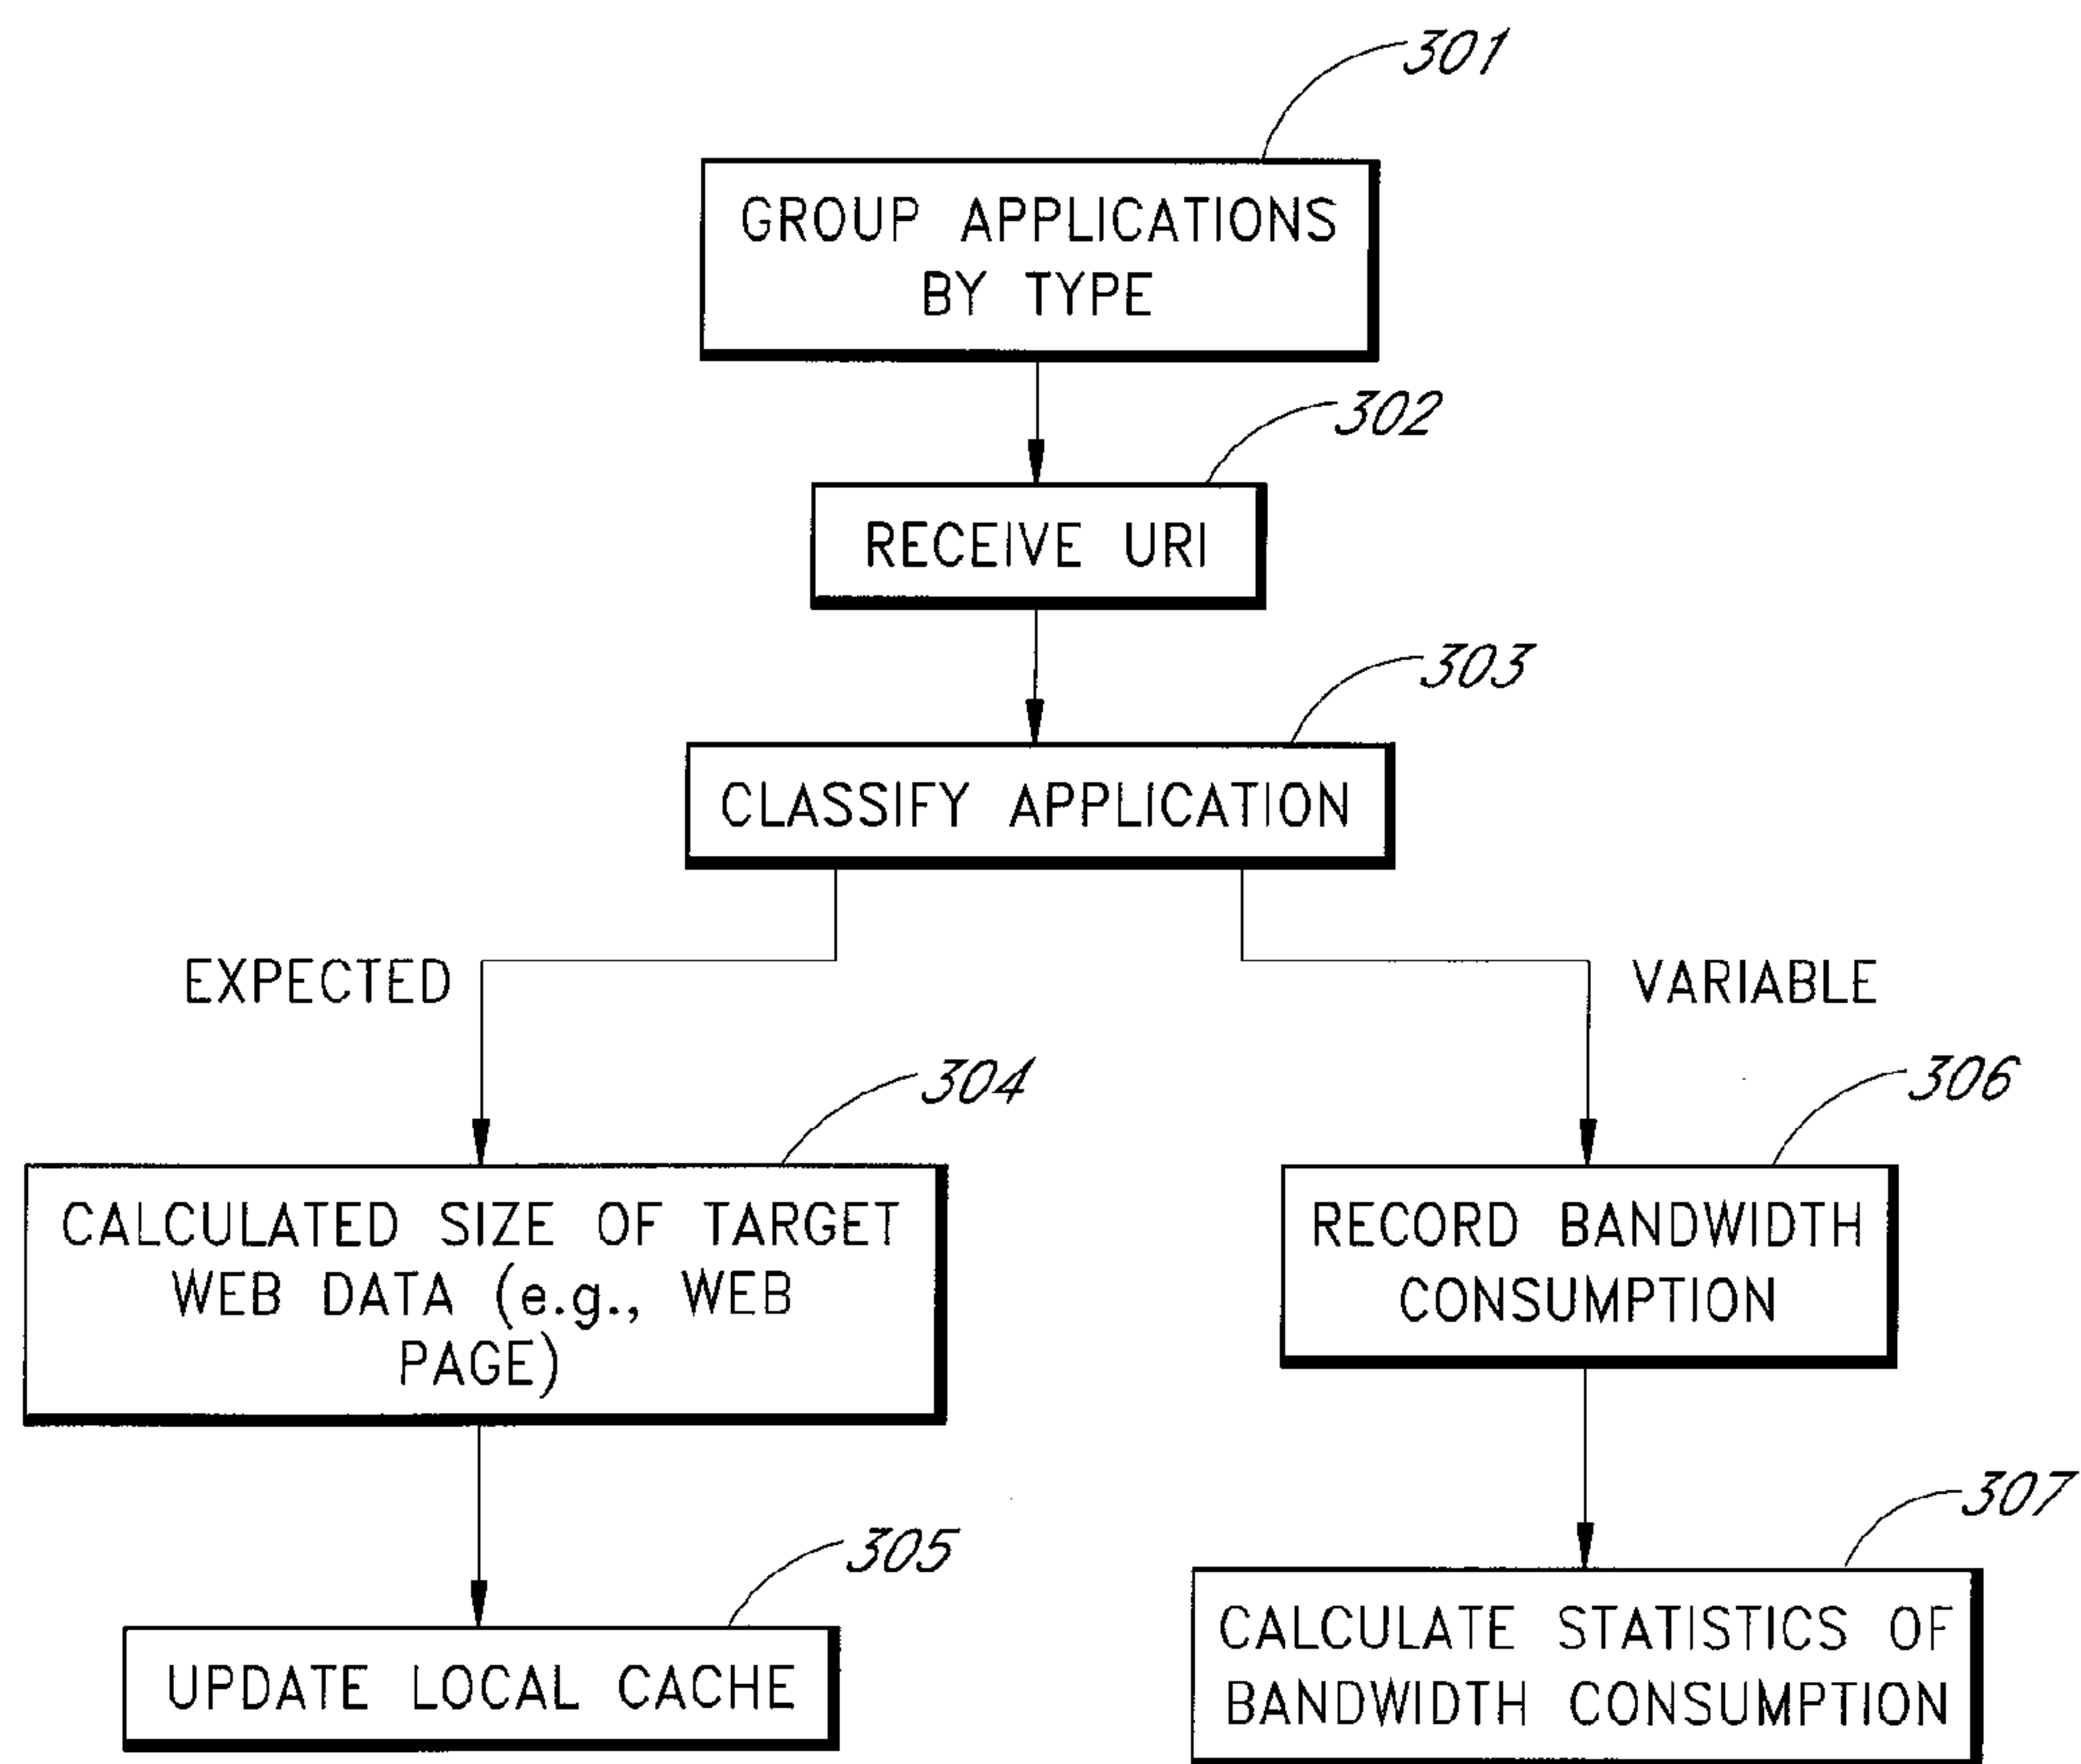 301
GROUP APPLICATIONS
BY TYPE
302
RECEIVE URI
303
CLASSIFY APPLICATION
EXPECTED
VARIABLE
304
CALCULATED SIZE OF TARGET
WEB DATA (e.g., WEB
PAGE)
306
RECORD BANDWIDTH
CONSUMPTION
305
UPDATE LOCAL CACHE
307
CALCULATE STATISTICS OF
BANDWIDTH CONSUMPTION